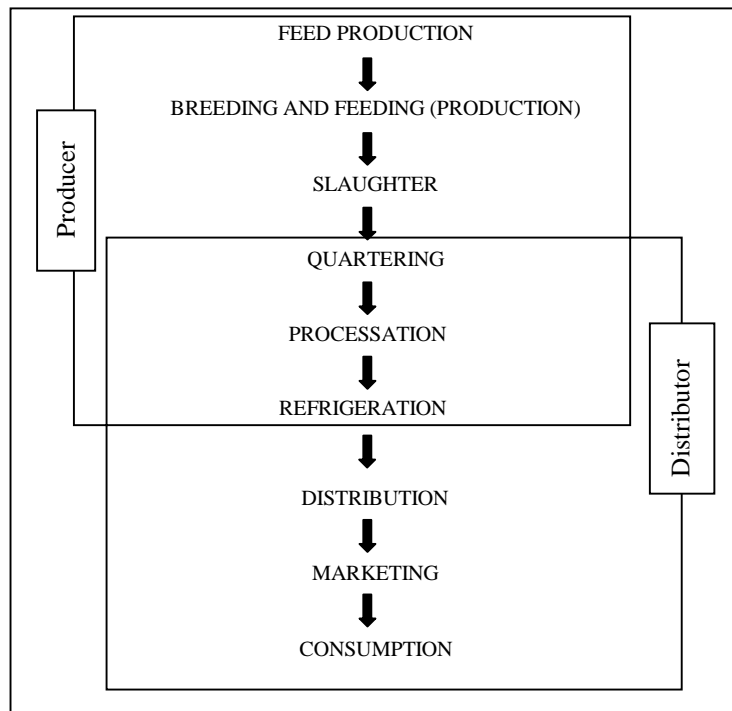 FEED PRODUCTION
BREEDING AND FEEDING (PRODUCTION)
Producer
SLAUGHTER
QUARTERING
PROCESSATION
REFRIGERATION
Distributor
DISTRIBUTION
MARKETING
CONSUMPTION